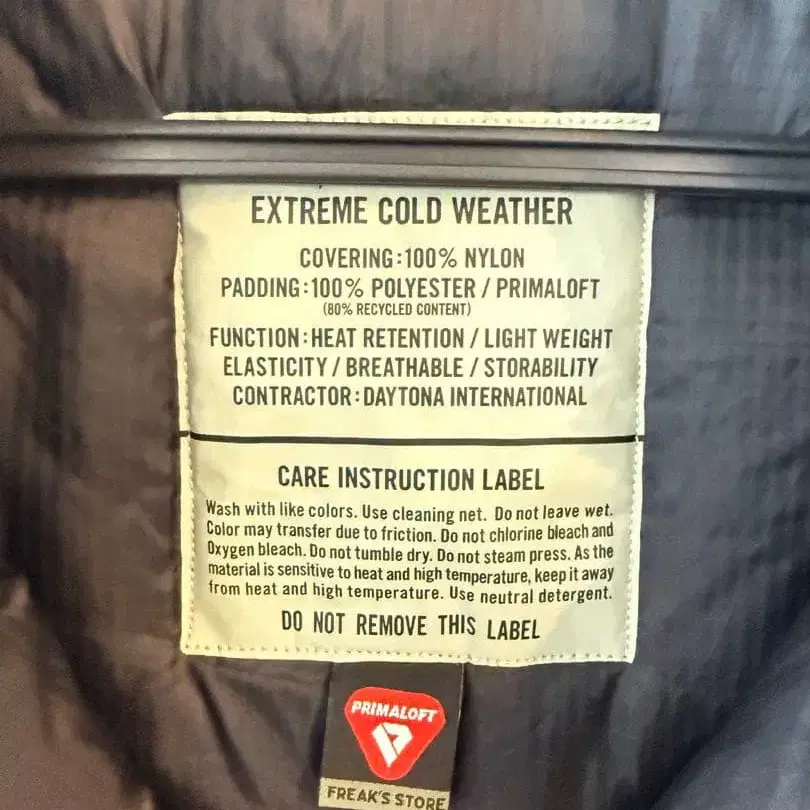 EXTREME COLD WEATHER
COVERING:100% NYLON
PADDING:100% POLYESTER / PRIMALOFT
(80% RECYCLED CONTENT)
FUNCTION:HEAT RETENTION / LIGHT WEIGHT
ELASTICITY / BREATHABLE / STORABILITY
CONTRACTOR:DAYTONA INTERNATIONAL
CARE INSTRUCTION LABEL
Wash with like colors. Use cleaning net. Do not leave wet.
Color may transfer due to friction. Do not chlorine bleach and
Oxygen bleach. Do not tumble dry. Do not steam press. As the
material is sensitive to heat and high temperature, keep it away
from heat and high temperature. Use neutral detergent.
DO NOT REMOVE THIS LABEL
PRIMALOFT
FREAK'S STORE